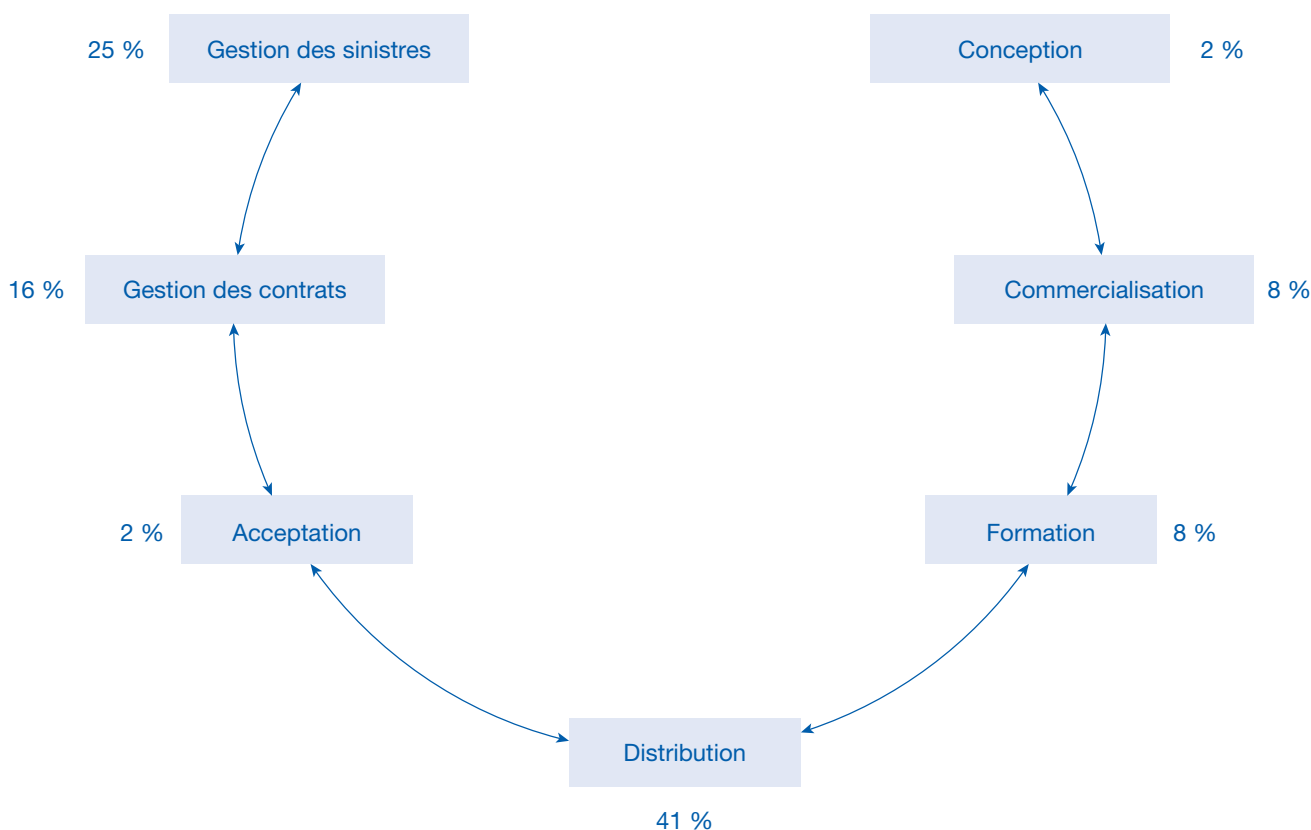 25 %
Gestion des sinistres
Conception
2 %
16 %
Gestion des contrats
Commercialisation
8 %
2 %
Acceptation
Formation
8 %
Distribution
41 %